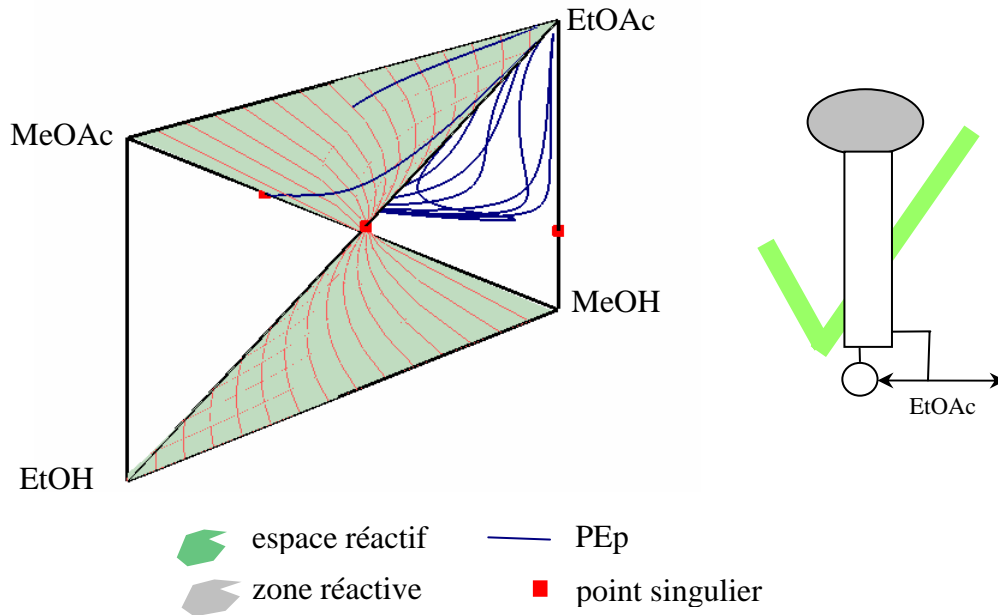 EtOAc
MeOAc
MeOH
EtOH
EtOAc
espace réactif
PEp
zone réactive
point singulier